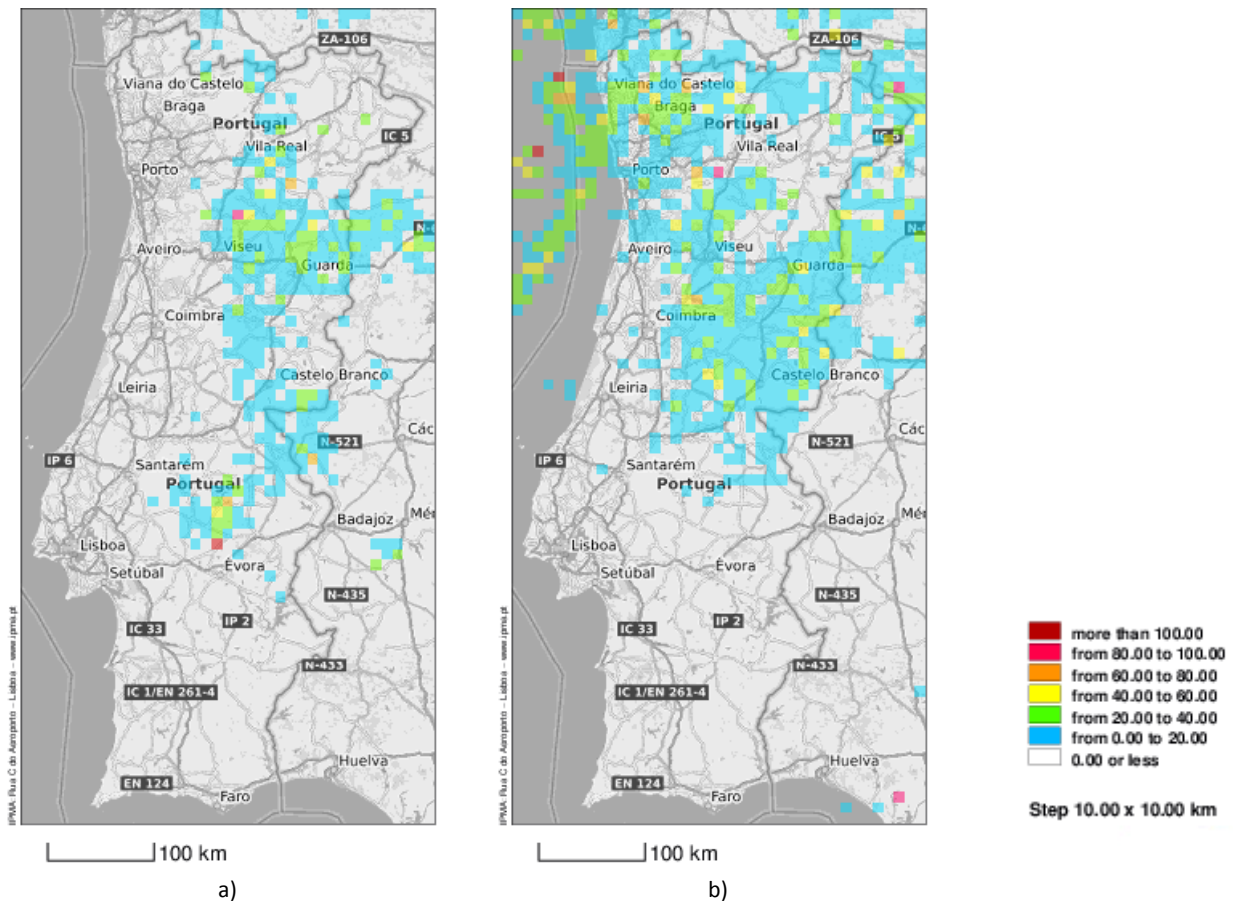 ZA-106
Viana do Castelo
Braga
Portugal
IC 5
Vila Real
Porto
N-6
Aveiro
Viseu
Guarda
Coimbra
Castelo Branco
Leiria
Các
N-521
IP 6
Santarém
Portugal
Badajoz
Mér
Lisboa
Évora
Setúbal
N-435
IP 2
IC 33
N-433
IC 1/EN 261-4
Huelva
EN 124
Faro
IPMA: Rua C do Aeroporto – Lisboa – www.ipma.pt
100 km
a)
ZA-106
Viana do Castelo
Braga
Portugal
IC 5
Vila Real
Porto
N-6
Aveiro
Viseu
Guarda
Coimbra
Castelo Branco
Leiria
Các
N-521
IP 6
Santarém
Portugal
Badajoz
Mér
Lisboa
Évora
Setúbal
N-435
IP 2
IC 33
N-433
IC 1/EN 261-4
Huelva
EN 124
Faro
IPMA: Rua C do Aeroporto – Lisboa – www.ipma.pt
100 km
b)
more than 100.00
from 80.00 to 100.00
from 60.00 to 80.00
from 40.00 to 60.00
from 20.00 to 40.00
from 0.00 to 20.00
0.00 or less
Step 10.00 x 10.00 km